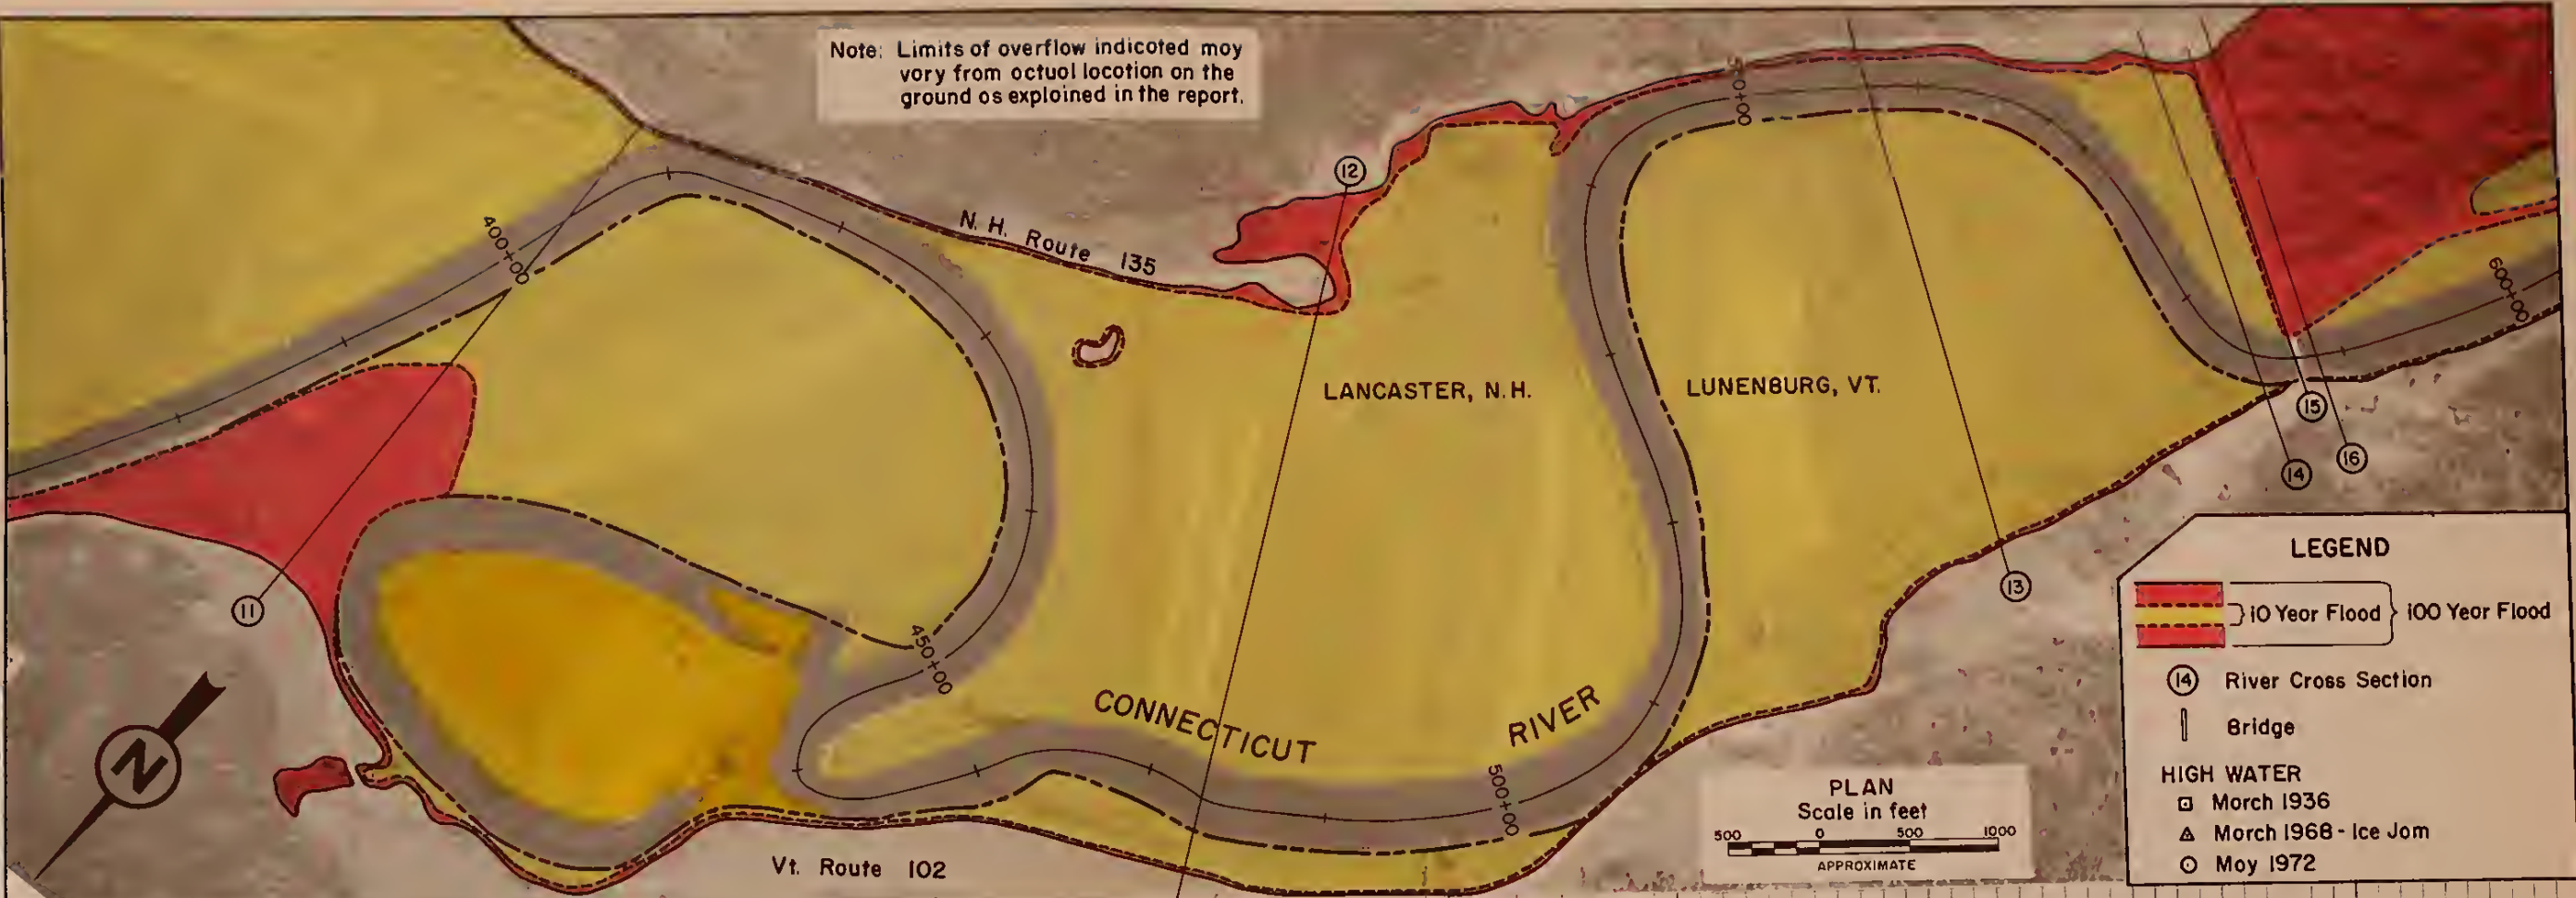 Note: Limits of overflow indicated may
vary from actual location on the
ground as explained in the report.
550+00
12
N. H. Route 135
400+00
600+00
LANCASTER, N.H.
LUNENBURG, VT.
15
16
14
11
13
450+00
CONNECTICUT RIVER
500+00
Vt. Route 102
N
PLAN
Scale in feet
500 0 500 1000
APPROXIMATE
LEGEND
10 Year Flood 100 Year Flood
14 River Cross Section
Bridge
HIGH WATER
March 1936
March 1968 - Ice Jam
May 1972